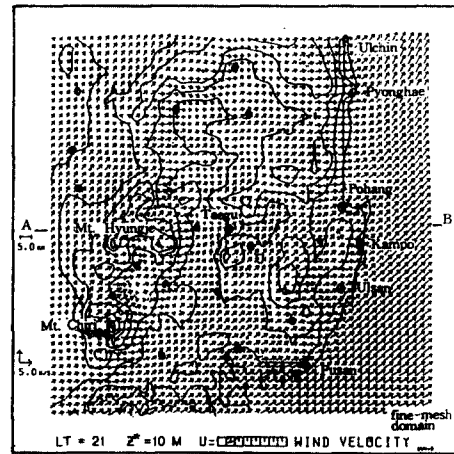 Ulchin
Pyonghae
Pohang
Taegu
A
B
Mt. Hyungje
Kampo
5.0 m/s
Ulsan
Mt. Chiri
Pusan
5.0 m/s
fine-mesh
domain
LT = 21 Z* =10 M U= WIND VELOCITY